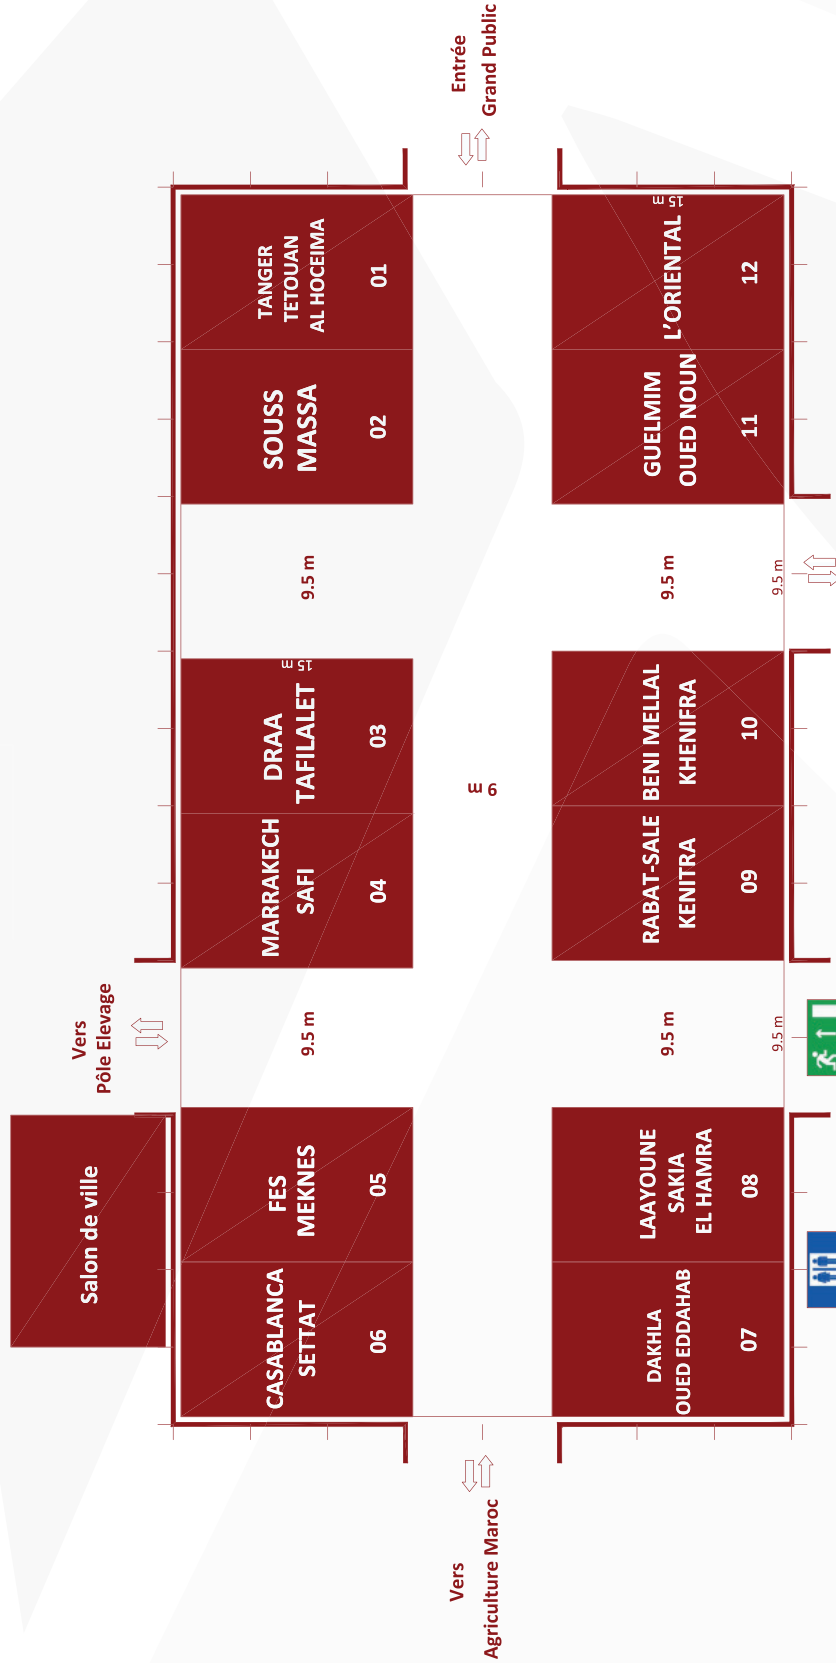 Entrée
Grand Public
TANGER
TETOUAN
AL HOCEIMA
01
SOUSS
MASSA
02
9.5 m
15 m
DRAA
TAFILALET
03
MARRAKECH
SAFI
04
Vers
Pôle Elevage
9.5 m
Salon de ville
FES
MEKNES
05
CASABLANCA
SETTAT
06
9 m
15 m
L'ORIENTAL
12
GUELMIM
OUED NOUN
11
9.5 m
9.5 m
BENI MELLAL
KHENIFRA
10
RABAT-SALE
KENITRA
09
9.5 m
9.5 m
LAAYOUNE
SAKIA
EL HAMRA
08
DAKHLA
OUED EDDAHAB
07
Vers
Agriculture Maroc